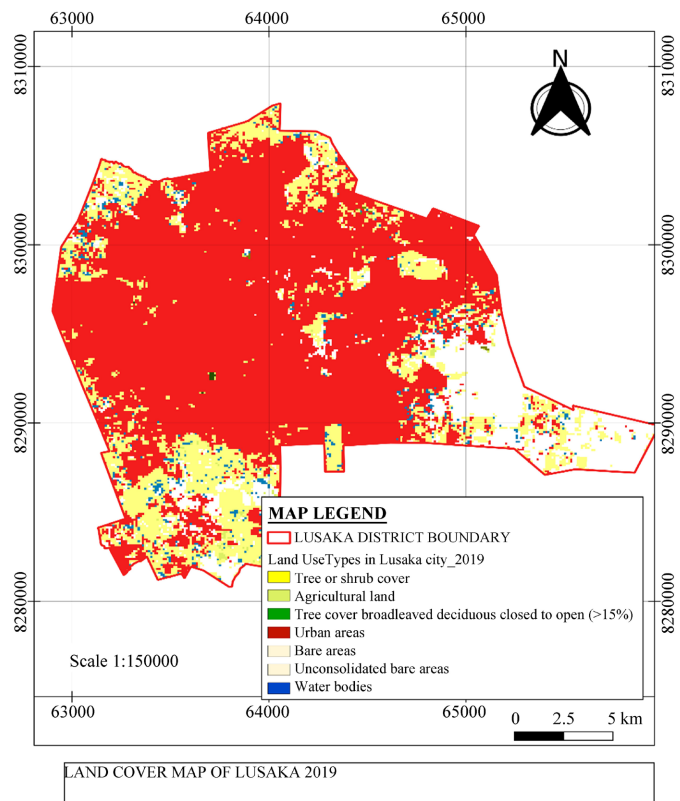 63000 64000 65000
8310000 8310000
N
8300000 8300000
8290000 8290000
MAP LEGEND
LUSAKA DISTRICT BOUNDARY
Land UseTypes in Lusaka city_2019
Tree or shrub cover
Agricultural land
Tree cover broadleaved deciduous closed to open (>15%)
Urban areas
Bare areas
Unconsolidated bare areas
Water bodies
8280000 8280000
Scale 1:150000
63000 64000 65000
0 2.5 5 km
LAND COVER MAP OF LUSAKA 2019